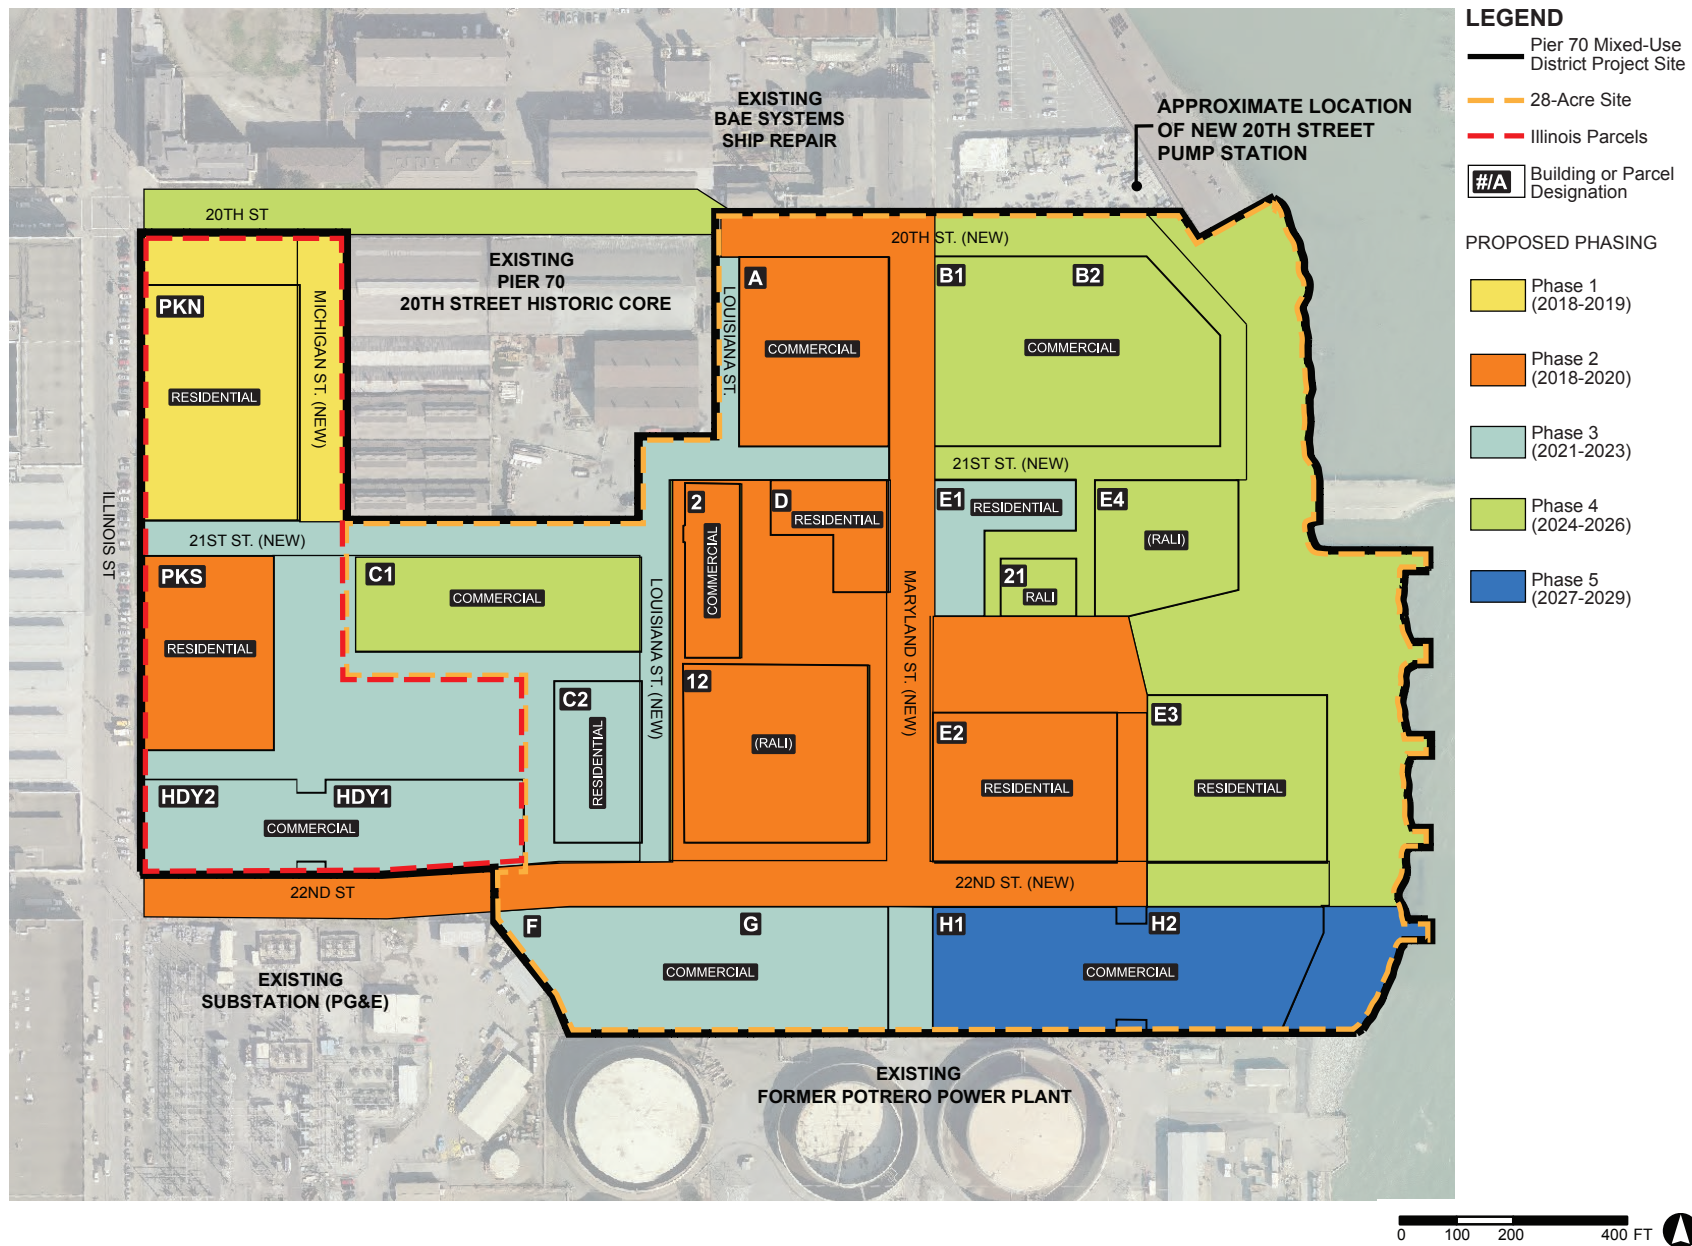 LEGEND
Pier 70 Mixed-Use
District Project Site
28-Acre Site
Illinois Parcels
#/A
Building or Parcel
Designation
PROPOSED PHASING
Phase 1
(2018-2019)
Phase 2
(2018-2020)
Phase 3
(2021-2023)
Phase 4
(2024-2026)
Phase 5
(2027-2029)
EXISTING
BAE SYSTEMS
SHIP REPAIR
APPROXIMATE LOCATION
OF NEW 20TH STREET
PUMP STATION
20TH ST
20TH ST. (NEW)
EXISTING
PIER 70
20TH STREET HISTORIC CORE
PKN
RESIDENTIAL
MICHIGAN ST. (NEW)
LOUISIANA ST.
A
COMMERCIAL
B1
B2
COMMERCIAL
21ST ST. (NEW)
ILLINOIS ST
21ST ST. (NEW)
PKS
RESIDENTIAL
C1
COMMERCIAL
LOUISIANA ST. (NEW)
2
COMMERCIAL
D
RESIDENTIAL
MARYLAND ST. (NEW)
E1
RESIDENTIAL
E4
(RALI)
21
RALI
C2
RESIDENTIAL
12
(RALI)
E2
RESIDENTIAL
E3
RESIDENTIAL
HDY2
HDY1
COMMERCIAL
22ND ST
22ND ST. (NEW)
F
G
COMMERCIAL
H1
H2
COMMERCIAL
EXISTING
SUBSTATION (PG&E)
EXISTING
FORMER POTRERO POWER PLANT
0 100 200 400 FT